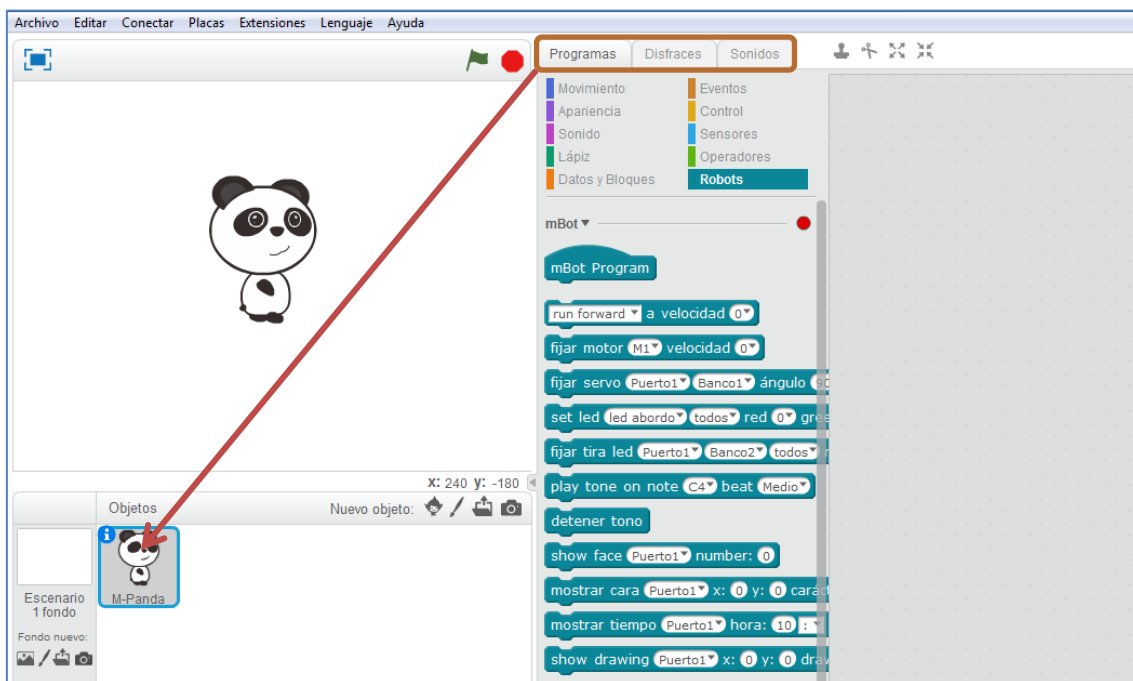 Archivo Editar Conectar Placas Extensiones Lenguaje Ayuda
Programas Disfraces Sonidos
Movimiento Eventos
Apariencia Control
Sonido Sensores
Lápiz Operadores
Datos y Bloques Robots
mBot
mBot Program
run forward a velocidad 0
fijar motor M1 velocidad 0
fijar servo Puerto1 Banco1 ángulo 90
set led led abordo todos red 0 gree
fijar tira led Puerto1 Banco2 todos r
play tone on note C4 beat Medio
detener tono
show face Puerto1 number: 0
mostrar cara Puerto1 x: 0 y: 0 carác
mostrar tiempo Puerto1 hora: 10 :
show drawing Puerto1 x: 0 y: 0 draw
x: 240 y: -180
Objetos Nuevo objeto:
Escenario
1 fondo
M-Panda
Fondo nuevo: